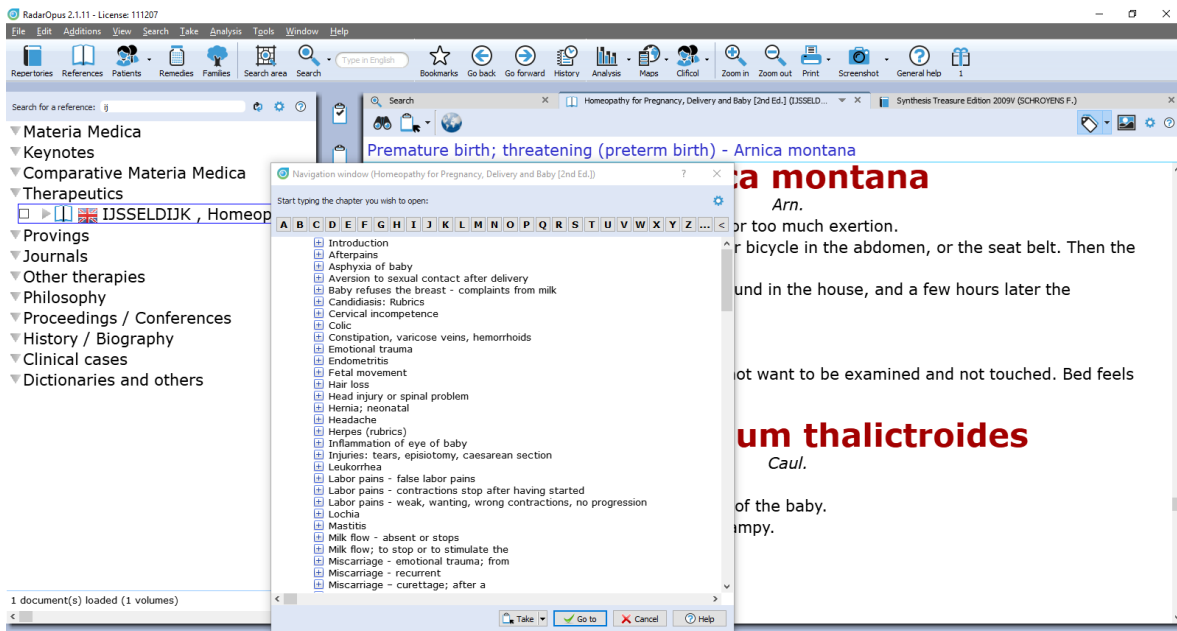 RadarOpus 2.1.11 - License: 111207
File Edit Additions View Search Take Analysis Tools Window Help
Repertories References Patients Remedies Families Search area Search Type in English Bookmarks Go back Go forward History Analysis Maps Clificol Zoom in Zoom out Print Screenshot General help 1
Search for a reference: ij
Materia Medica
Keynotes
Comparative Materia Medica
Therapeutics
IJSSELDIJK , Homeop
Provings
Journals
Other therapies
Philosophy
Proceedings / Conferences
History / Biography
Clinical cases
Dictionaries and others
1 document(s) loaded (1 volumes)
Search
Homeopathy for Pregnancy, Delivery and Baby [2nd Ed.] (IJSSELD...
Synthesis Treasure Edition 2009V (SCHROYENS F.)
Premature birth; threatening (preterm birth) - Arnica montana
Navigation window (Homeopathy for Pregnancy, Delivery and Baby [2nd Ed.])
Start typing the chapter you wish to open:
A B C D E F G H I J K L M N O P Q R S T U V W X Y Z ... <
Introduction
Afterpains
Asphyxia of baby
Aversion to sexual contact after delivery
Baby refuses the breast - complaints from milk
Candidiasis: Rubrics
Cervical incompetence
Colic
Constipation, varicose veins, hemorrhoids
Emotional trauma
Endometritis
Fetal movement
Hair loss
Head injury or spinal problem
Hernia; neonatal
Headache
Herpes (rubrics)
Inflammation of eye of baby
Injuries: tears, episiotomy, caesarean section
Leukorrhea
Labor pains - false labor pains
Labor pains - contractions stop after having started
Labor pains - weak, wanting, wrong contractions, no progression
Lochia
Mastitis
Milk flow - absent or stops
Milk flow; to stop or to stimulate the
Miscarriage - emotional trauma; from
Miscarriage - recurrent
Miscarriage – curettage; after a
Take Go to Cancel Help
ca montana
Arn.
or too much exertion.
bicycle in the abdomen, or the seat belt. Then the
und in the house, and a few hours later the
not want to be examined and not touched. Bed feels
um thalictroides
Caul.
of the baby.
ampy.